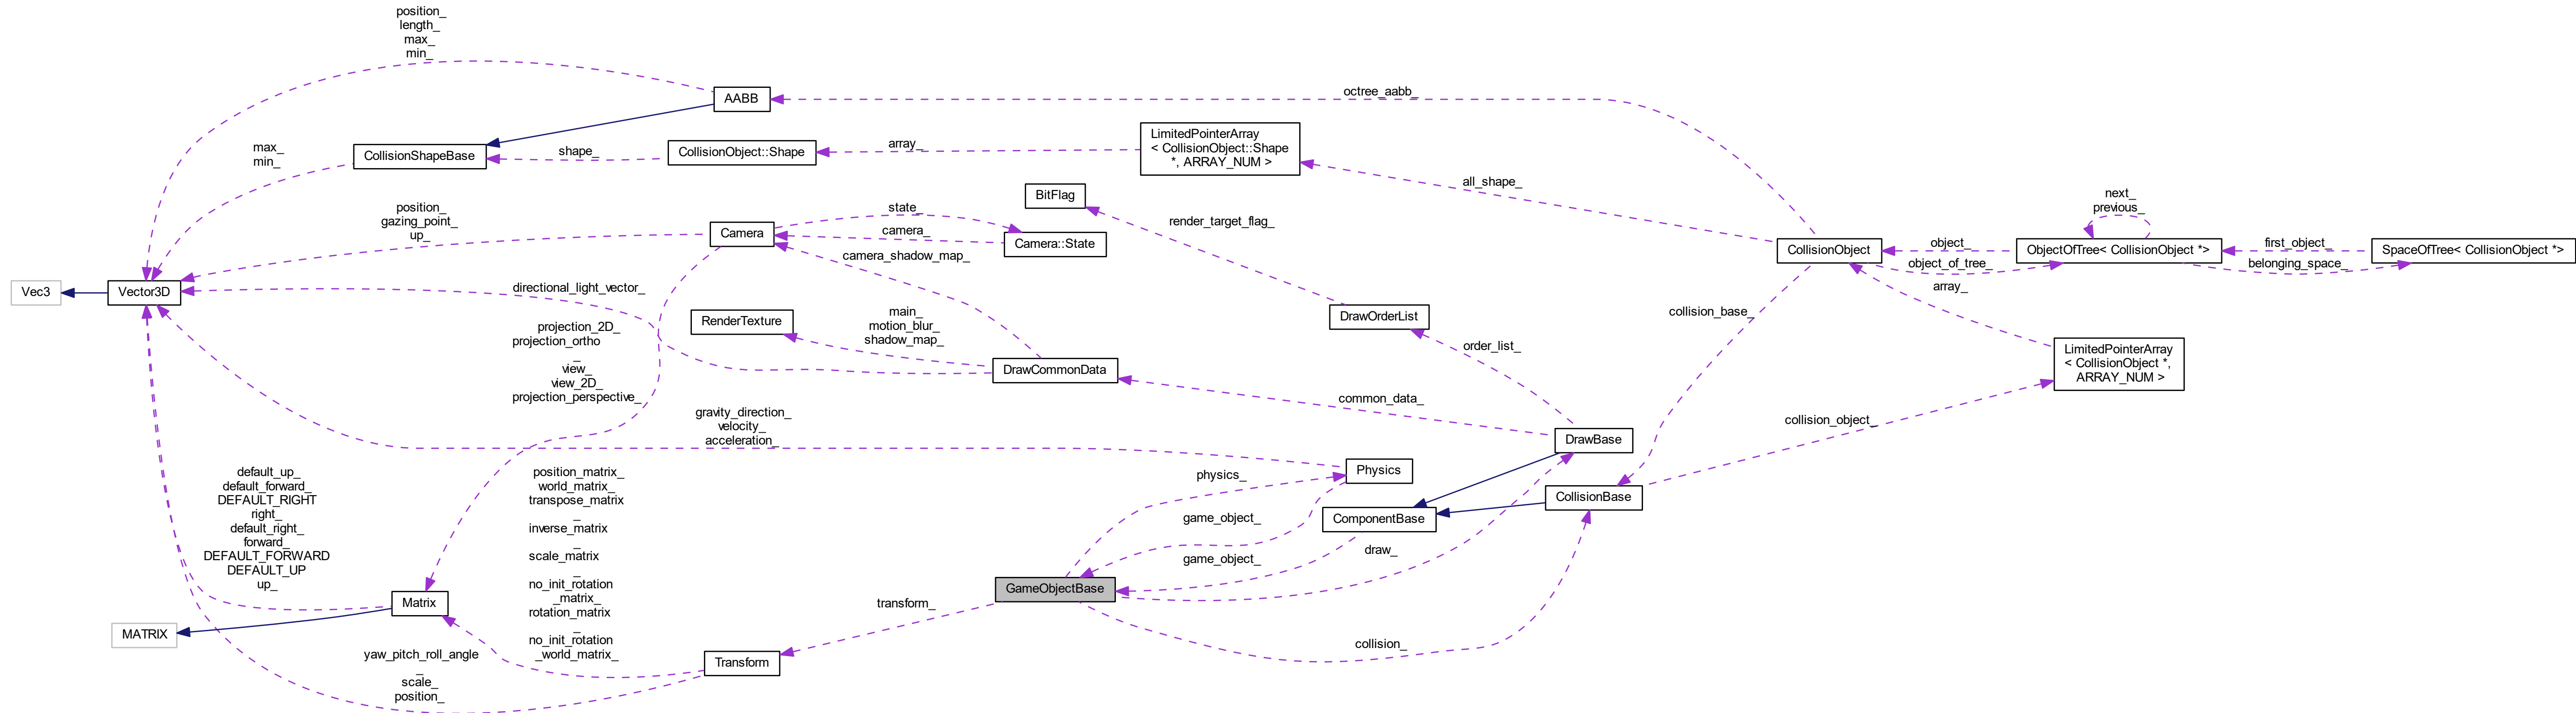 position_
length_
max_
min_
AABB
octree_aabb_
LimitedPointerArray
< CollisionObject::Shape
*, ARRAY_NUM >
array_
CollisionObject::Shape
shape_
CollisionShapeBase
max_
min_
all_shape_
BitFlag
render_target_flag_
position_
gazing_point_
up_
Camera
state_
camera_
Camera::State
camera_shadow_map_
CollisionObject
object_
object_of_tree_
next_
previous_
ObjectOfTree< CollisionObject *>
first_object_
belonging_space_
SpaceOfTree< CollisionObject *>
array_
Vec3
Vector3D
directional_light_vector_
RenderTexture
main_
motion_blur_
shadow_map_
DrawOrderList
collision_base_
projection_2D_
projection_ortho
_
view_
view_2D_
projection_perspective_
DrawCommonData
order_list_
LimitedPointerArray
< CollisionObject *,
ARRAY_NUM >
common_data_
gravity_direction_
velocity_
acceleration_
DrawBase
collision_object_
Physics
physics_
CollisionBase
ComponentBase
game_object_
game_object_
draw_
default_up_
default_forward_
DEFAULT_RIGHT
right_
default_right_
forward_
DEFAULT_FORWARD
DEFAULT_UP
up_
position_matrix_
world_matrix_
transpose_matrix
_
inverse_matrix
_
scale_matrix
_
no_init_rotation
_matrix_
rotation_matrix
_
no_init_rotation
_world_matrix_
GameObjectBase
transform_
Matrix
MATRIX
collision_
Transform
yaw_pitch_roll_angle
_
scale_
position_